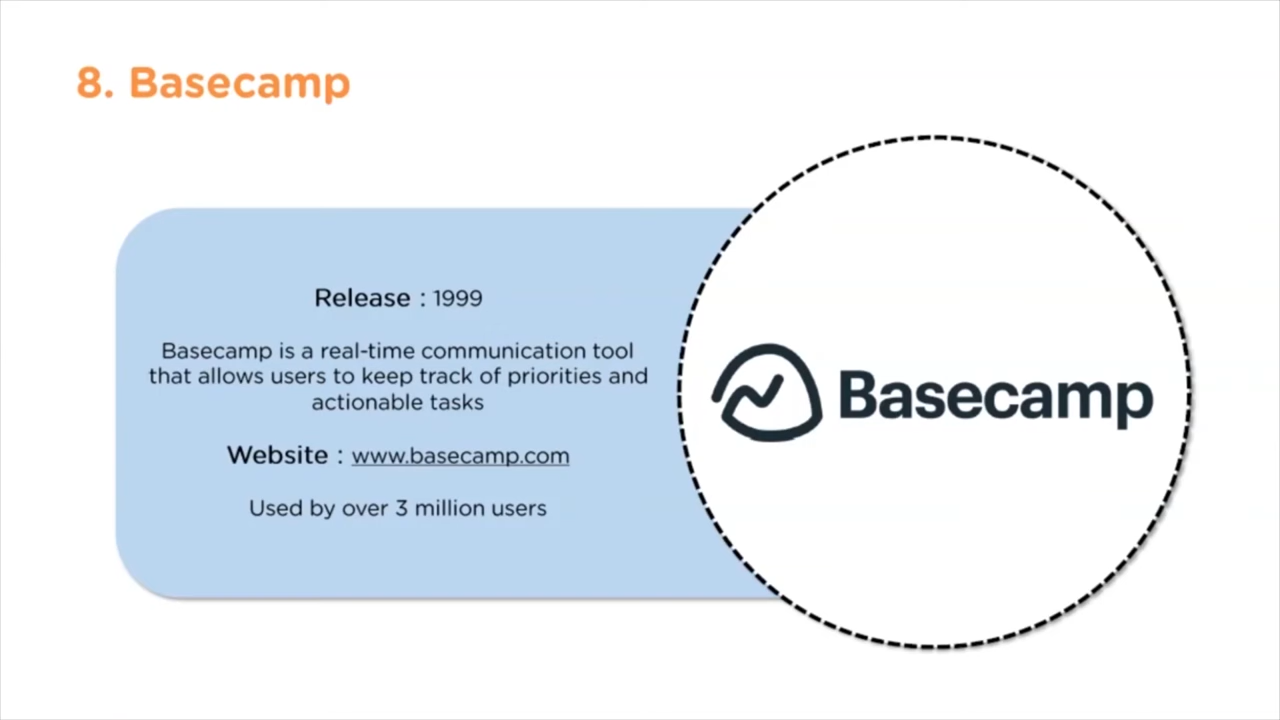 8. Basecamp
Release : 1999
Basecamp is a real-time communication tool
that allows users to keep track of priorities and
actionable tasks
Website : www.basecamp.com
Used by over 3 million users
Basecamp